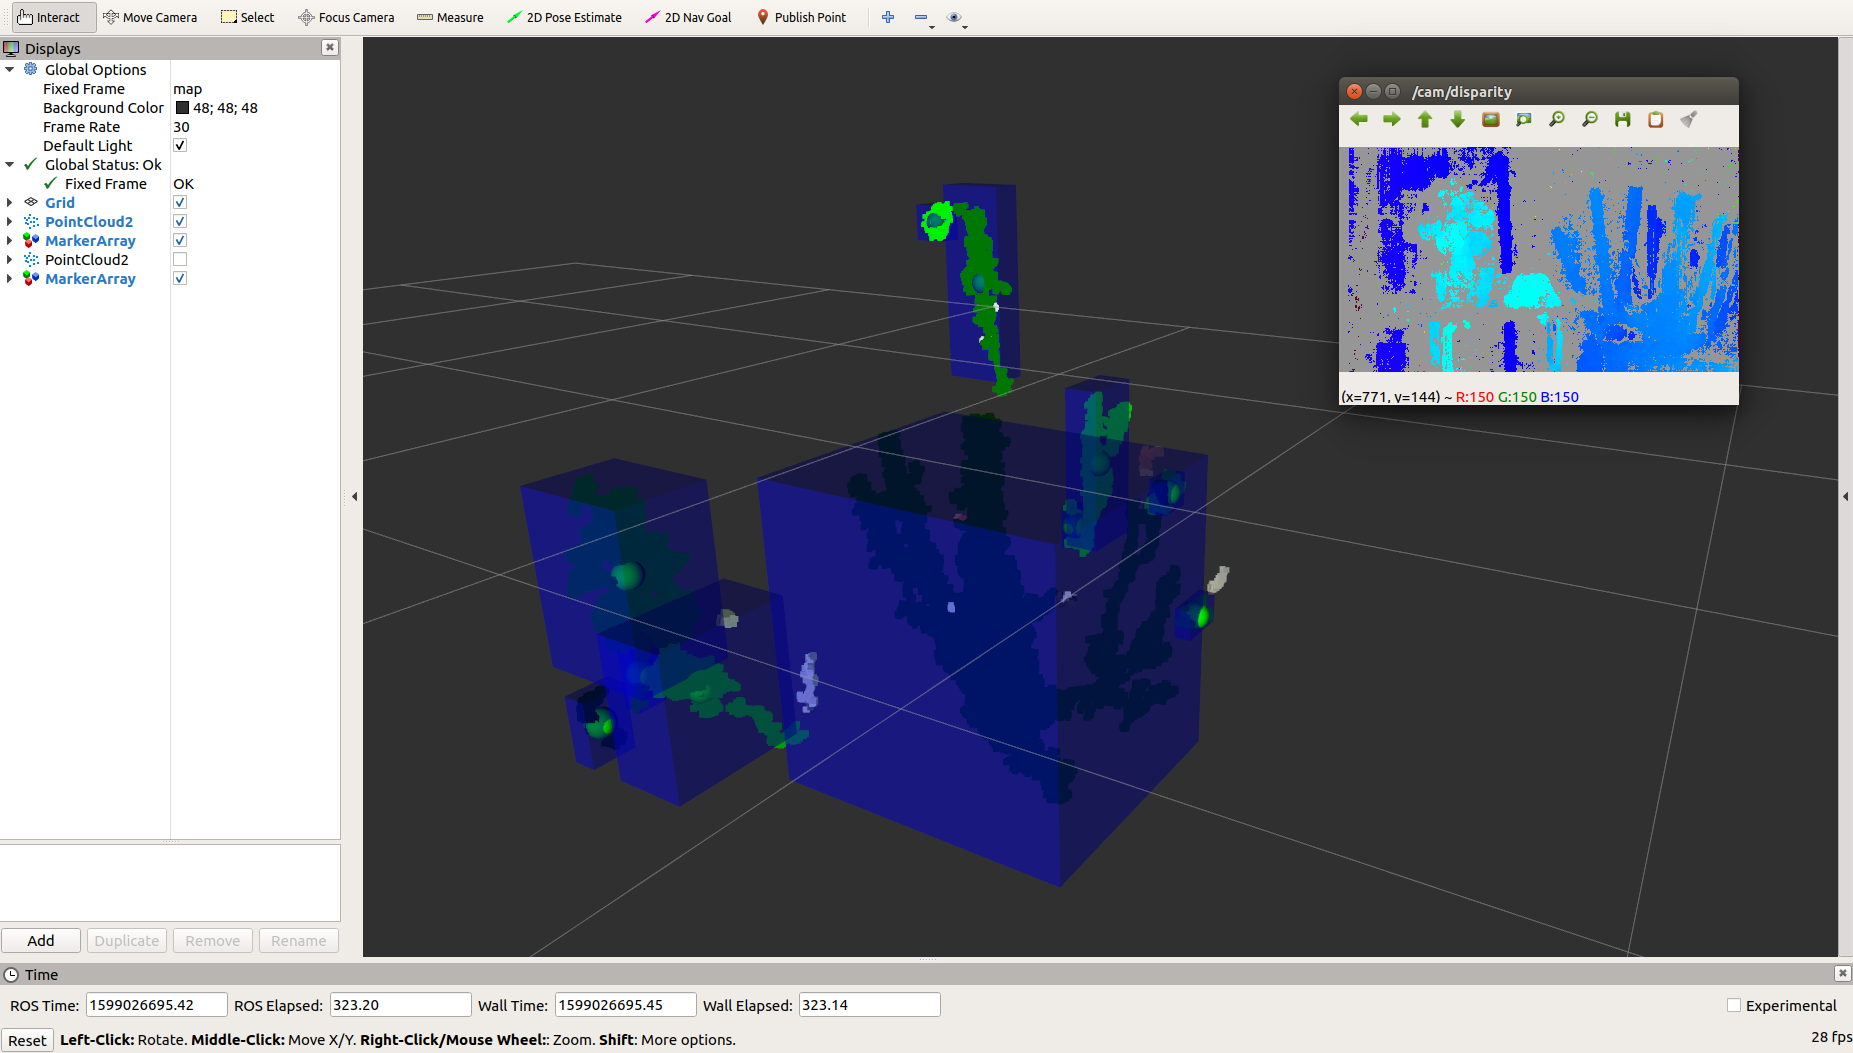 Interact Move Camera Select Focus Camera Measure 2D Pose Estimate 2D Nav Goal Publish Point
Displays
Global Options
Fixed Frame map
Background Color 48; 48; 48
Frame Rate 30
Default Light
Global Status: Ok
Fixed Frame OK
Grid
PointCloud2
MarkerArray
PointCloud2
MarkerArray
/cam/disparity
(x=771, y=144) ~ R:150 G:150 B:150
Add Duplicate Remove Rename
Time
ROS Time: 1599026695.42 ROS Elapsed: 323.20 Wall Time: 1599026695.45 Wall Elapsed: 323.14 Experimental
Reset Left-Click: Rotate. Middle-Click: Move X/Y. Right-Click/Mouse Wheel:: Zoom. Shift: More options. 28 fps